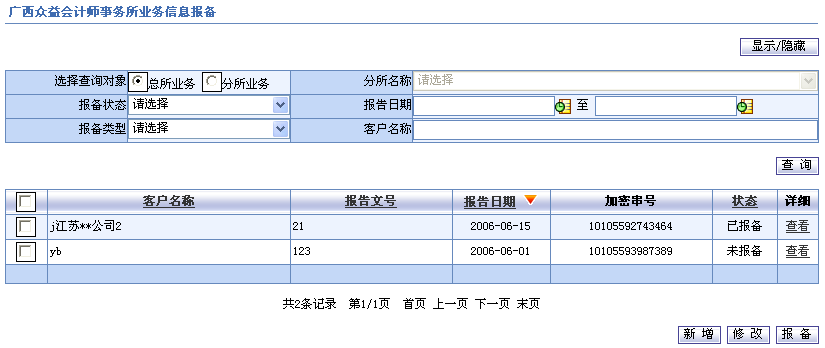 广西众益会计师事务所业务信息报备
显示/隐藏
选择查询对象 总所业务 分所业务 分所名称 请选择
报备状态 请选择 报告日期 至
报备类型 请选择 客户名称
查 询
客户名称 报告文号 报告日期 加密串号 状态 详细
j江苏**公司2 21 2006-06-15 10105592743464 已报备 查看
yb 123 2006-06-01 10105593987389 未报备 查看
共2条记录 第1/1页 首页 上一页 下一页 末页
新 增 修 改 报 备